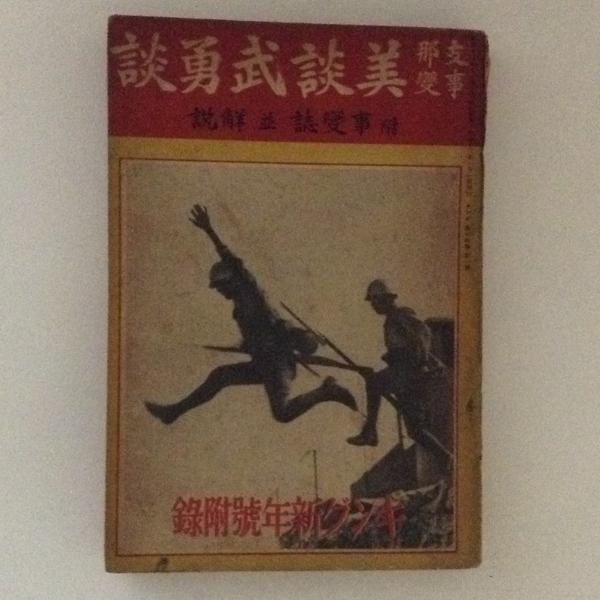 支那事變 美談武勇談
附 事變誌 並 解説
キング新年號附錄